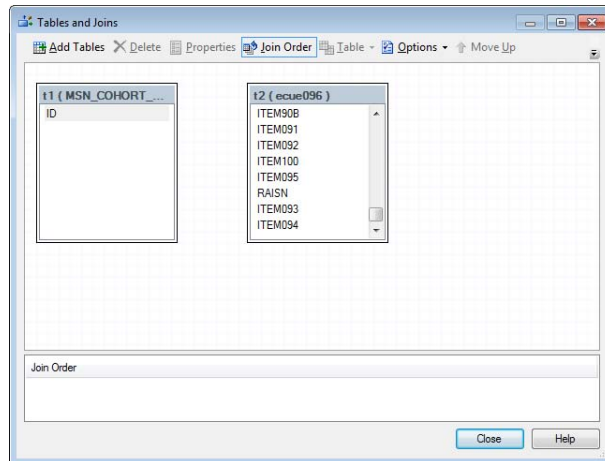 Tables and Joins
Add Tables Delete Properties Join Order Table Options Move Up
t1 ( MSN_COHORT_...
ID
t2 ( ecue096 )
ITEM90B
ITEM091
ITEM092
ITEM100
ITEM095
RAISN
ITEM093
ITEM094
Join Order
Close Help